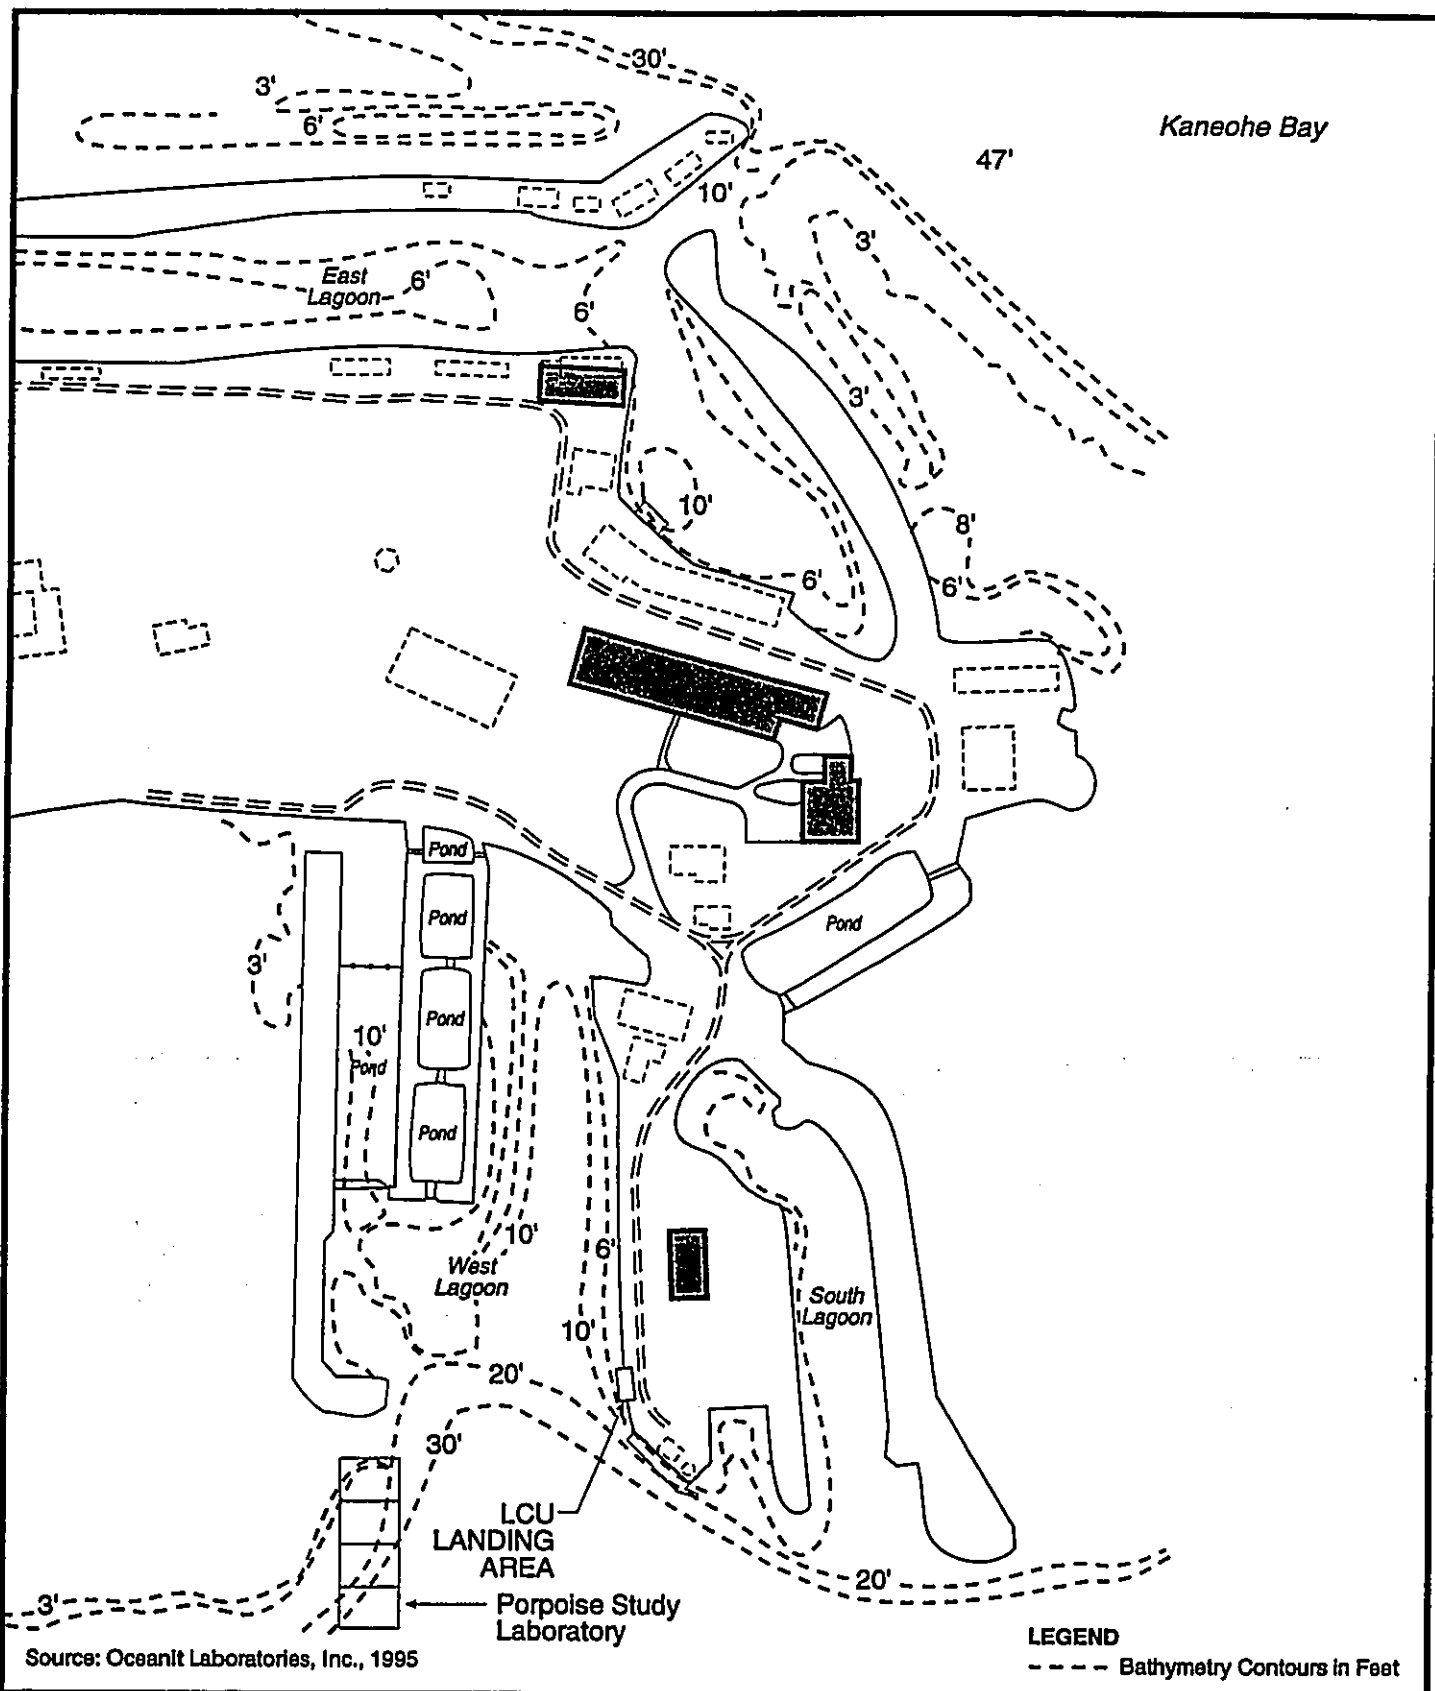 30'
3'
6'
Kaneohe Bay
47'
10'
3'
East
Lagoon
6'
6'
3'
10'
8'
6'
6'
Pond
Pond
Pond
3'
Pond
10'
Pond
Pond
10'
6'
West
Lagoon
South
Lagoon
10'
20'
30'
LCU
LANDING
AREA
20'
3'
Porpoise Study
Laboratory
LEGEND
Source: Oceanit Laboratories, Inc., 1995
Bathymetry Contours in Feet